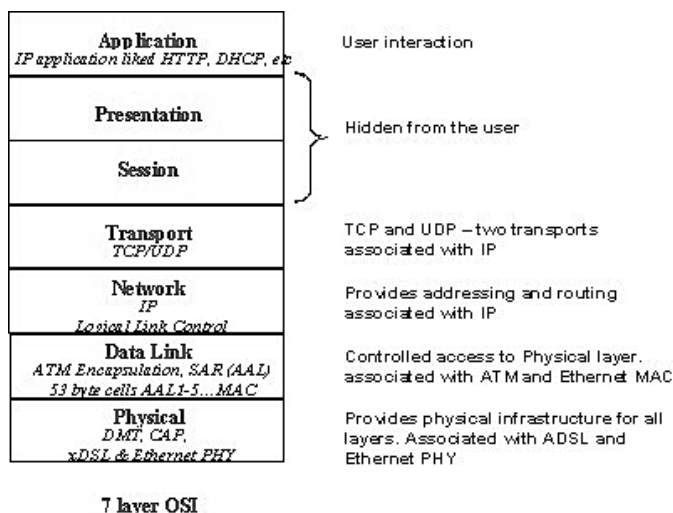 Application
IP application liked HTTP, DHCP, etc
User interaction
Presentation
Session
Hidden from the user
Transport
TCP/UDP
TCP and UDP – two transports
associated with IP
Network
IP
Logical Link Control
Provides addressing and routing
associated with IP
Data Link
ATM Encapsulation, SAR (AAL)
53 byte cells AAL1-5...MAC
Controlled access to Physical layer.
associated with ATM and Ethernet MAC
Physical
DMT, CAP,
xDSL & Ethernet PHY
Provides physical infrastructure for all
layers. Associated with ADSL and
Ethernet PHY
7 layer OSI